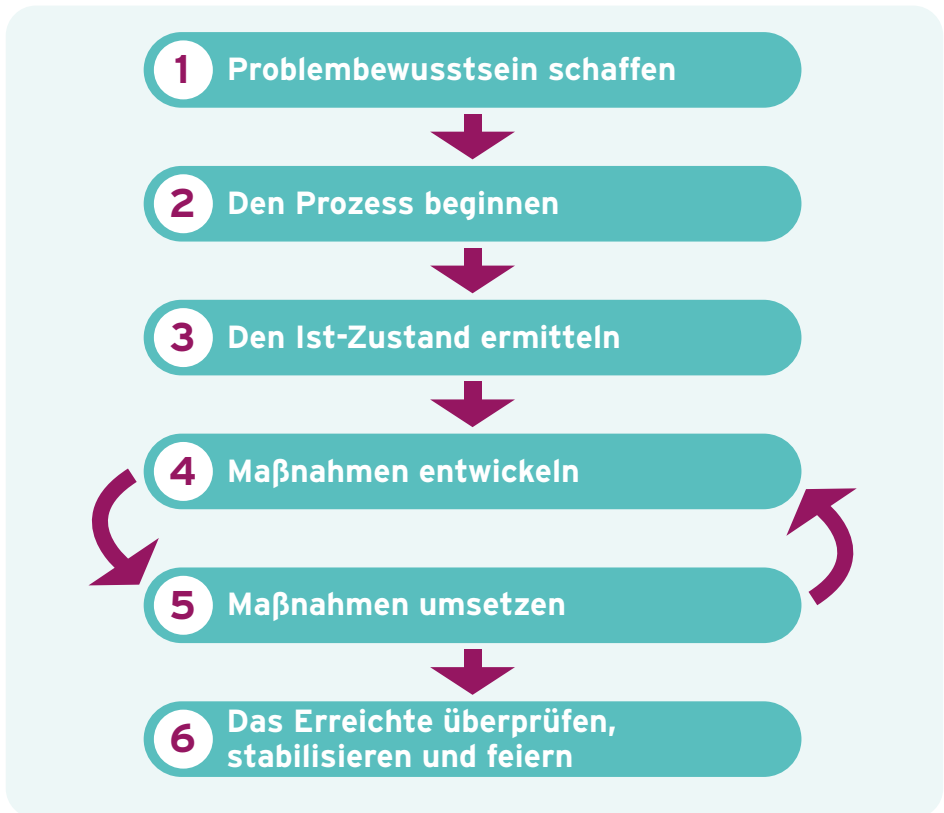 1 Problembewusstsein schaffen
2 Den Prozess beginnen
3 Den Ist-Zustand ermitteln
4 Maßnahmen entwickeln
5 Maßnahmen umsetzen
6 Das Erreichte überprüfen,
stabilisieren und feiern